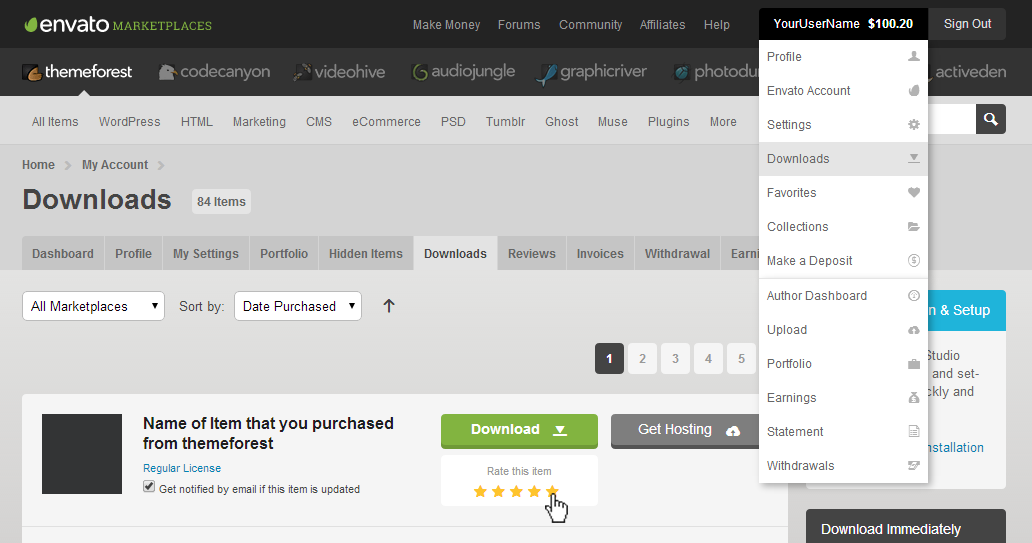 envato MARKETPLACES
Make Money Forums Community Affiliates Help
YourUserName $100.20 Sign Out
themeforest codecanyon videohive audiojungle graphicriver activeden
All Items WordPress HTML Marketing CMS eCommerce PSD Tumblr Ghost Muse Plugins More
Profile
Envato Account
Settings
Downloads
Favorites
Collections
Make a Deposit
Author Dashboard
Upload
Portfolio
Earnings
Statement
Withdrawals
Home My Account
Downloads 84 Items
Dashboard Profile My Settings Portfolio Hidden Items Downloads Reviews Invoices Withdrawal
All Marketplaces Sort by: Date Purchased
1 2 3 4 5
Name of Item that you purchased
from themeforest
Regular License
Get notified by email if this item is updated
Download
Get Hosting
Rate this item
& Setup
Studio
and set-
and
Download Immediately